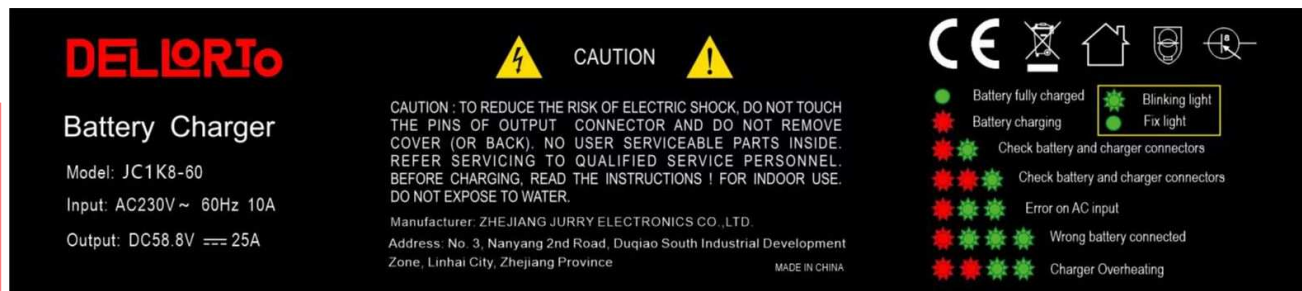 DELLORTO
Battery Charger
Model: JC1K8-60
Input: AC230V~ 60Hz 10A
Output: DC58.8V ⎓ 25A
CAUTION
CAUTION : TO REDUCE THE RISK OF ELECTRIC SHOCK, DO NOT TOUCH
THE PINS OF OUTPUT CONNECTOR AND DO NOT REMOVE
COVER (OR BACK). NO USER SERVICEABLE PARTS INSIDE.
REFER SERVICING TO QUALIFIED SERVICE PERSONNEL.
BEFORE CHARGING, READ THE INSTRUCTIONS ! FOR INDOOR USE.
DO NOT EXPOSE TO WATER.
Manufacturer: ZHEJIANG JURRY ELECTRONICS CO.,LTD.
Address: No. 3, Nanyang 2nd Road, Duqiao South Industrial Development
Zone, Linhai City, Zhejiang Province
MADE IN CHINA
CE
8
Battery fully charged
Blinking light
Battery charging
Fix light
Check battery and charger connectors
Check battery and charger connectors
Error on AC input
Wrong battery connected
Charger Overheating